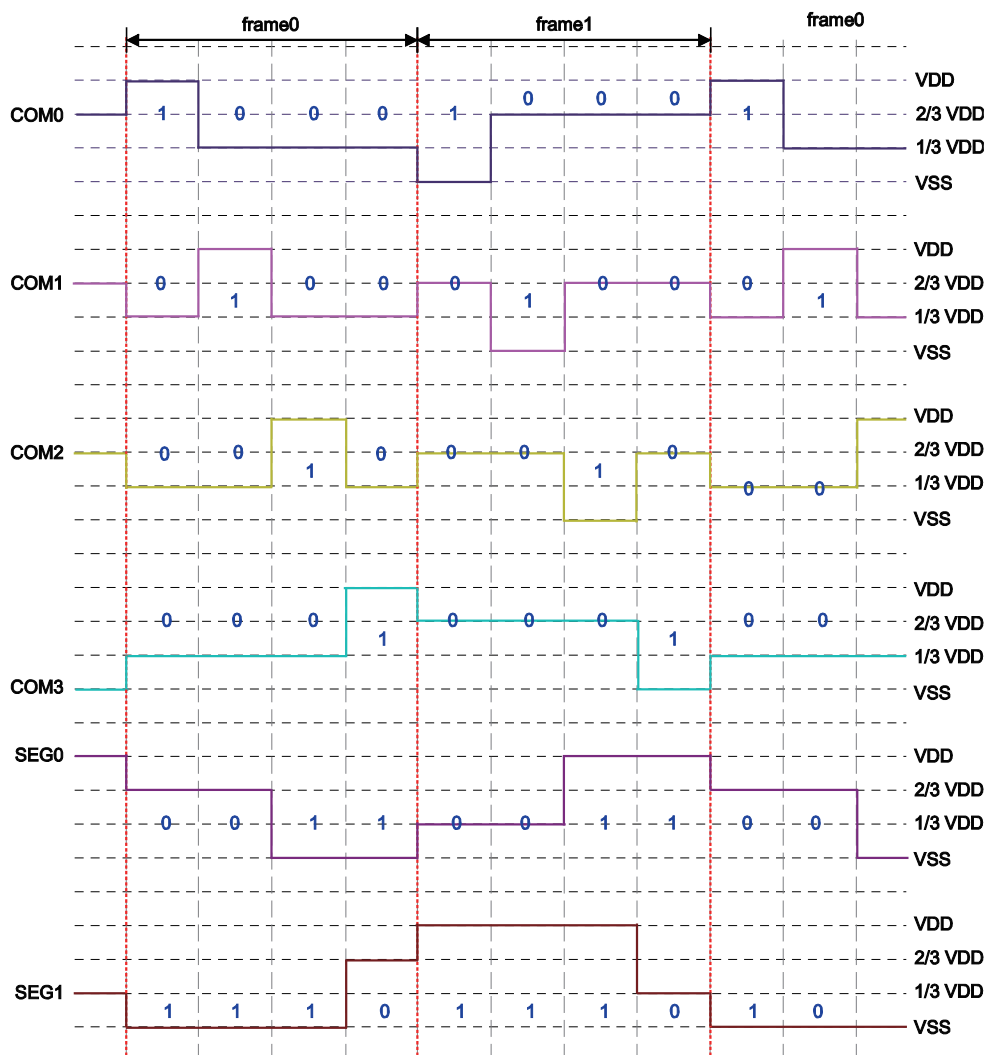 frame0 frame1 frame0
VDD
COM0 1 0 0 0 1 0 0 0 1 2/3 VDD
1/3 VDD
VSS
VDD
COM1 0 1 0 0 0 1 0 0 0 1 2/3 VDD
1/3 VDD
VSS
VDD
COM2 0 0 1 0 0 0 1 0 0 0 2/3 VDD
1/3 VDD
VSS
VDD
0 0 0 1 0 0 0 1 0 0 2/3 VDD
1/3 VDD
COM3 VSS
SEG0 VDD
2/3 VDD
0 0 1 1 0 0 1 1 0 0 1/3 VDD
VSS
VDD
2/3 VDD
SEG1 1/3 VDD
1 1 1 0 1 1 1 0 1 0 VSS